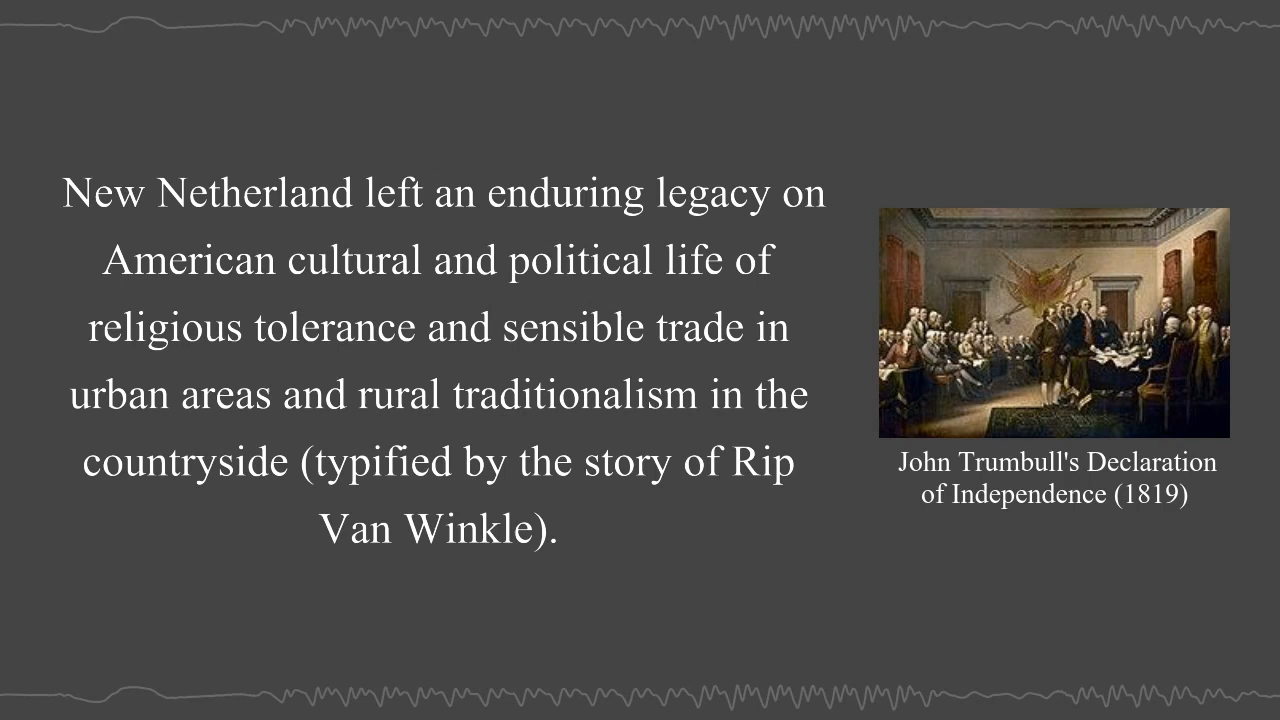 New Netherland left an enduring legacy on
American cultural and political life of
religious tolerance and sensible trade in
urban areas and rural traditionalism in the
countryside (typified by the story of Rip
Van Winkle).
John Trumbull's Declaration
of Independence (1819)